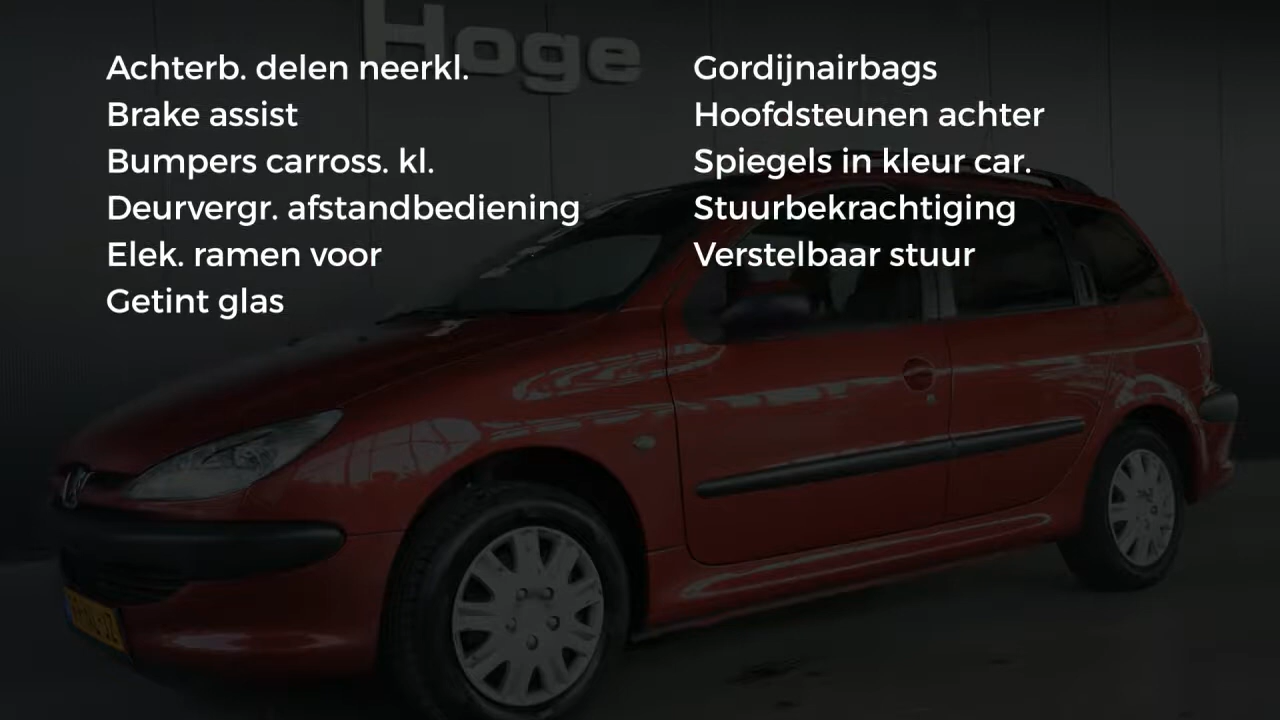 Hoge
Achterb. delen neerkl.
Brake assist
Bumpers carross. kl.
Deurvergr. afstandbediening
Elek. ramen voor
Getint glas
Gordijnairbags
Hoofdsteunen achter
Spiegels in kleur car.
Stuurbekrachtiging
Verstelbaar stuur